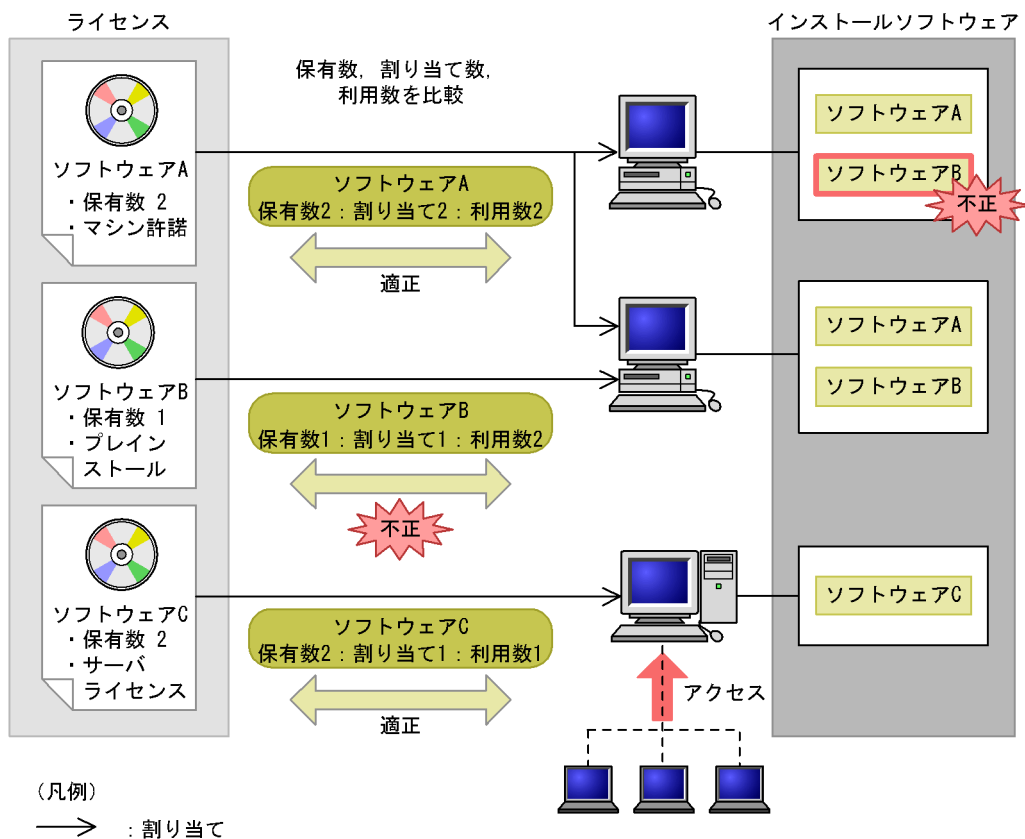 ライセンス
インストールソフトウェア
保有数，割り当て数，
利用数を比較
ソフトウェアA
・保有数 2
・マシン許諾
ソフトウェアA
保有数2：割り当て2：利用数2
適正
ソフトウェアA
ソフトウェアB
不正
ソフトウェアB
・保有数 1
・プレイン
ストール
ソフトウェアB
保有数1：割り当て1：利用数2
不正
ソフトウェアA
ソフトウェアB
ソフトウェアC
・保有数 2
・サーバ
ライセンス
ソフトウェアC
保有数2：割り当て1：利用数1
適正
ソフトウェアC
アクセス
（凡例）
：割り当て